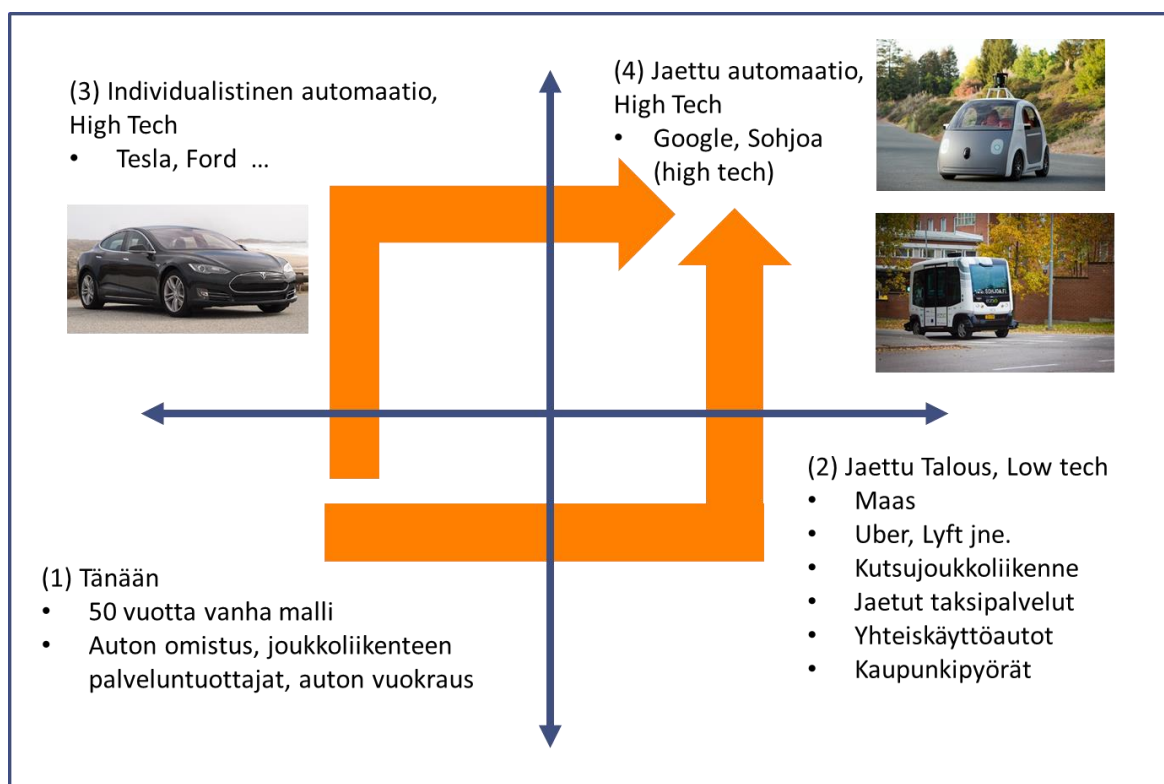 (3) Individualistinen automaatio,
High Tech
• Tesla, Ford ...
(4) Jaettu automaatio,
High Tech
• Google, Sohjoa
(high tech)
(2) Jaettu Talous, Low tech
• Maas
• Uber, Lyft jne.
• Kutsujoukkoliikenne
• Jaetut taksipalvelut
• Yhteiskäyttöautot
• Kaupunkipyörät
(1) Tänään
• 50 vuotta vanha malli
• Auton omistus, joukkoliikenteen
palveluntuottajat, auton vuokraus